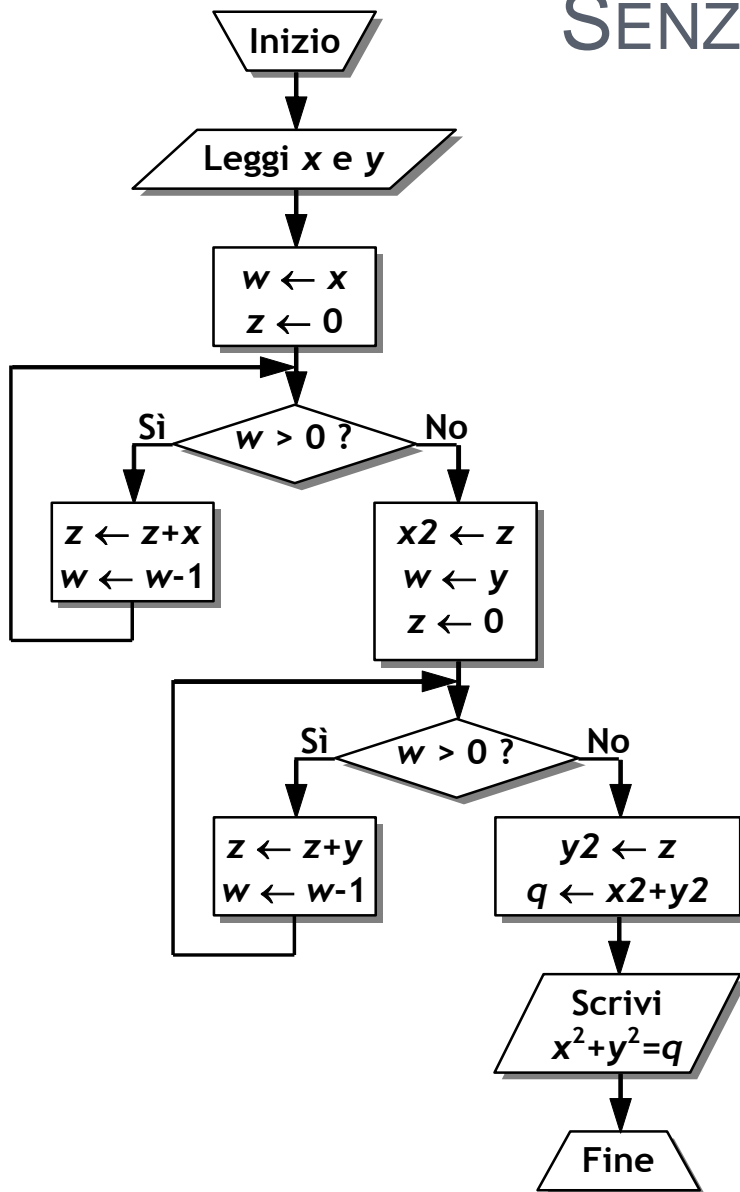 SENZ
Inizio
Leggi x e y
w ← x
z ← 0
w > 0 ?
Sì
No
z ← z+x
w ← w-1
x2 ← z
w ← y
z ← 0
w > 0 ?
Sì
No
z ← z+y
w ← w-1
y2 ← z
q ← x2+y2
Scrivi
x²+y²=q
Fine